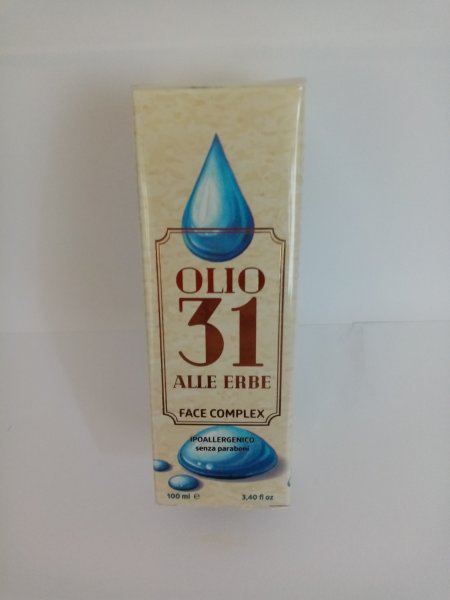 OLIO
31
ALLE ERBE
FACE COMPLEX
IPOALLERGENICO
senza parabeni
100 ml ℮ 3,40 fl oz